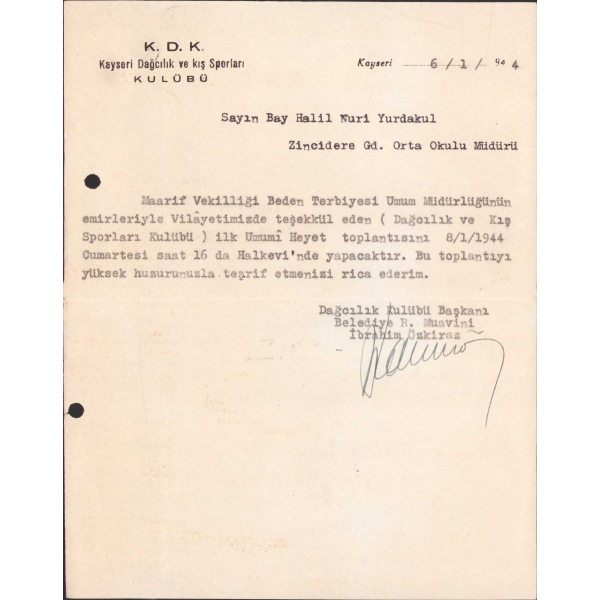 K. D. K.
Kayseri Dağcılık ve kış Sporları
KULÜBÜ
Kayseri 6/1/944
Sayın Bay Halil Nuri Yurdakul
Zincidere Gd. Orta Okulu Müdürü
Maarif Vekilliği Beden Terbiyesi Umum Müdürlüğünün
emirleriyle Vilâyetimizde teşekkül eden ( Dağcılık ve Kış
Sporları Kulübü ) ilk Umumî Heyet toplantısını 8/1/1944
Cumartesi saat 16 da Halkevi'nde yapacaktır. Bu toplantıyı
yüksek huzurunuzla teşrif etmenizi rica ederim.
Dağcılık Kulübü Başkanı
Belediye R. Muavini
İbrahim Özkiraz